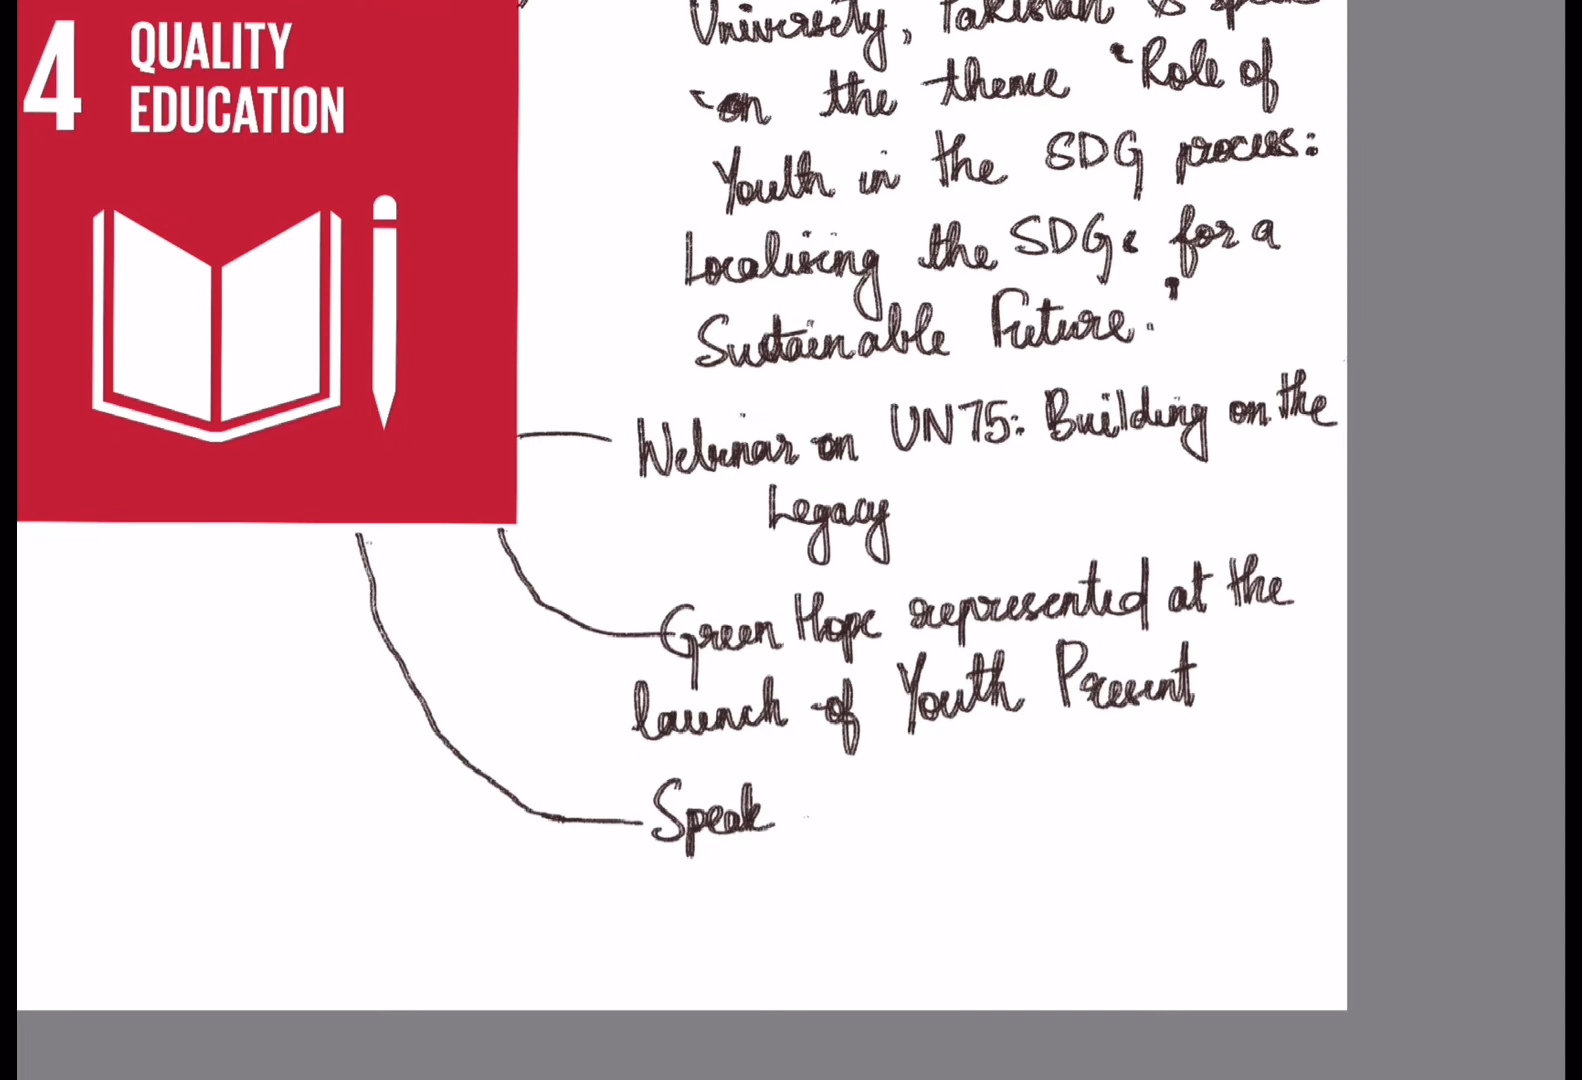 4 QUALITY
EDUCATION
University, Pakistan
on the theme "Role of
Youth in the SDG process:
Localising the SDGs for a
Sustainable Future."
Webinar on UN75: Building on the
Legacy
Green Hope represented at the
launch of Youth Present
Speak